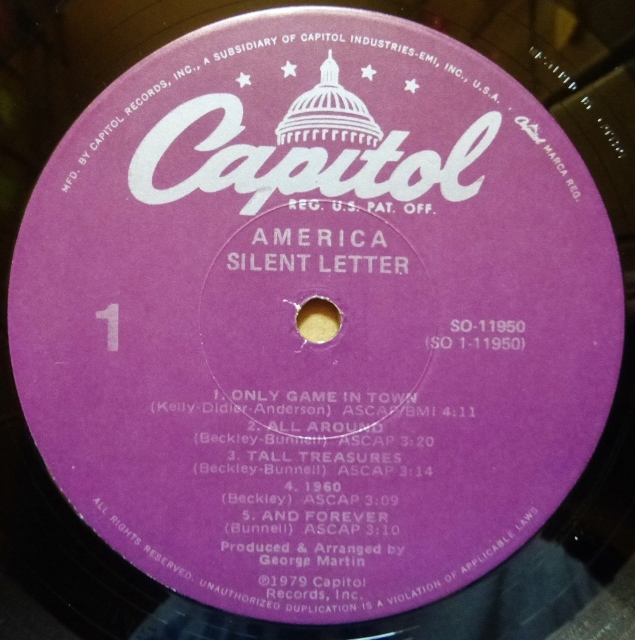 MFD. BY CAPITOL RECORDS, INC., A SUBSIDIARY OF CAPITOL INDUSTRIES-EMI, INC., U.S.A. · Capitol MARCA REG.
Capitol
REG. U.S. PAT. OFF.
AMERICA
SILENT LETTER
1
SO-11950
(SO 1-11950)
1. ONLY GAME IN TOWN
(Kelly-Didier-Anderson) ASCAP/BMI 4:11
2. ALL AROUND
(Beckley-Bunnell) ASCAP 3:20
3. TALL TREASURES
(Beckley-Bunnell) ASCAP 3:14
4. 1960
(Beckley) ASCAP 3:09
5. AND FOREVER
(Bunnell) ASCAP 3:10
Produced & Arranged by
George Martin
℗1979 Capitol
Records, Inc.
ALL RIGHTS RESERVED. UNAUTHORIZED DUPLICATION IS A VIOLATION OF APPLICABLE LAWS